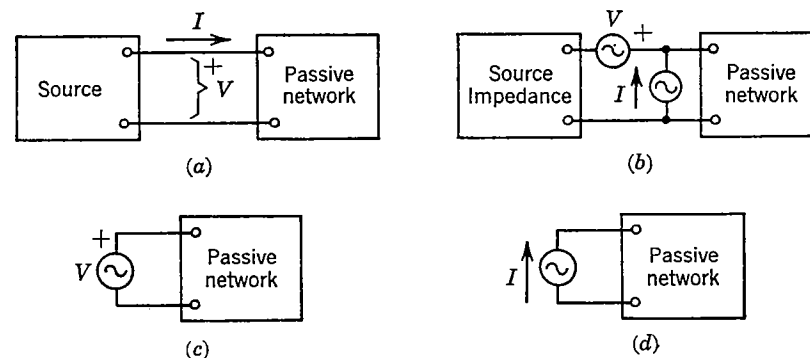 I
+
V
Source
Passive
network
(a)
V
+
Source
Impedance
I
Passive
network
(b)
+
V
Passive
network
(c)
I
Passive
network
(d)